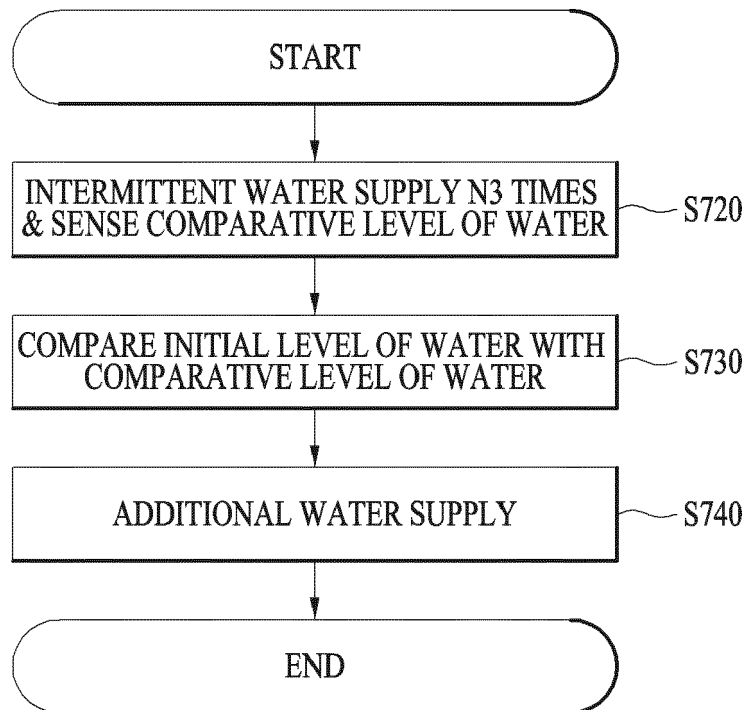 START
INTERMITTENT WATER SUPPLY N3 TIMES
& SENSE COMPARATIVE LEVEL OF WATER
S720
COMPARE INITIAL LEVEL OF WATER WITH
COMPARATIVE LEVEL OF WATER
S730
ADDITIONAL WATER SUPPLY
S740
END